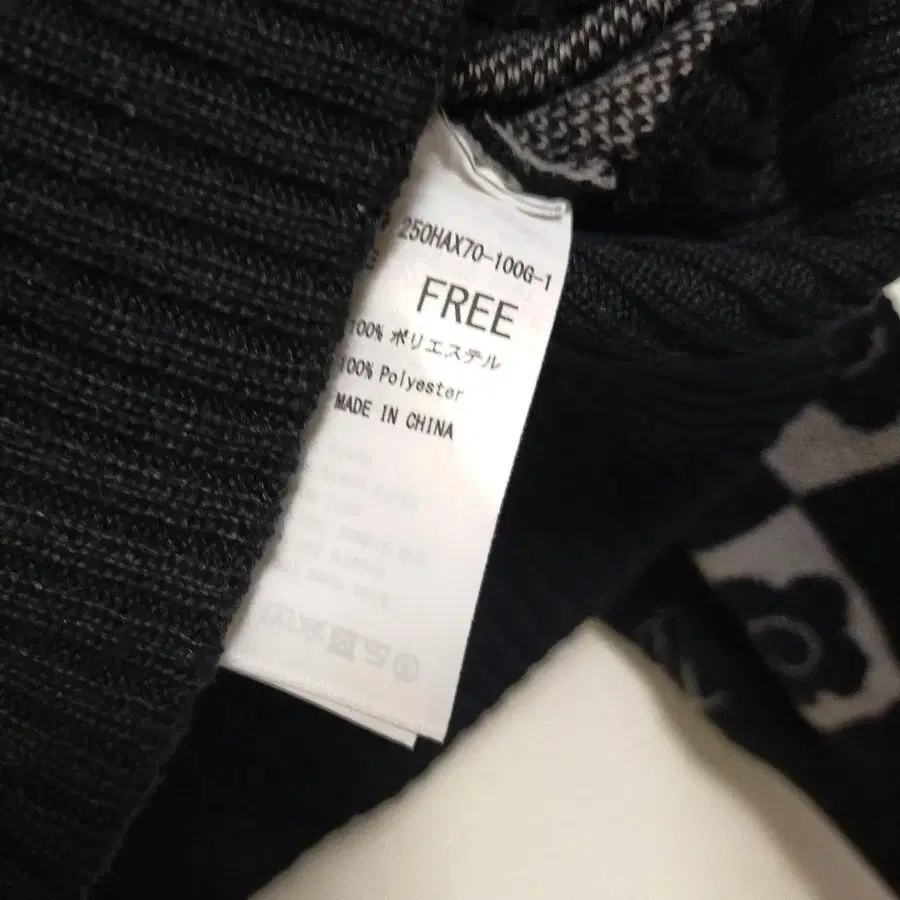 250HAX70-100G-1
FREE
100% ポリエステル
100% Polyester
MADE IN CHINA